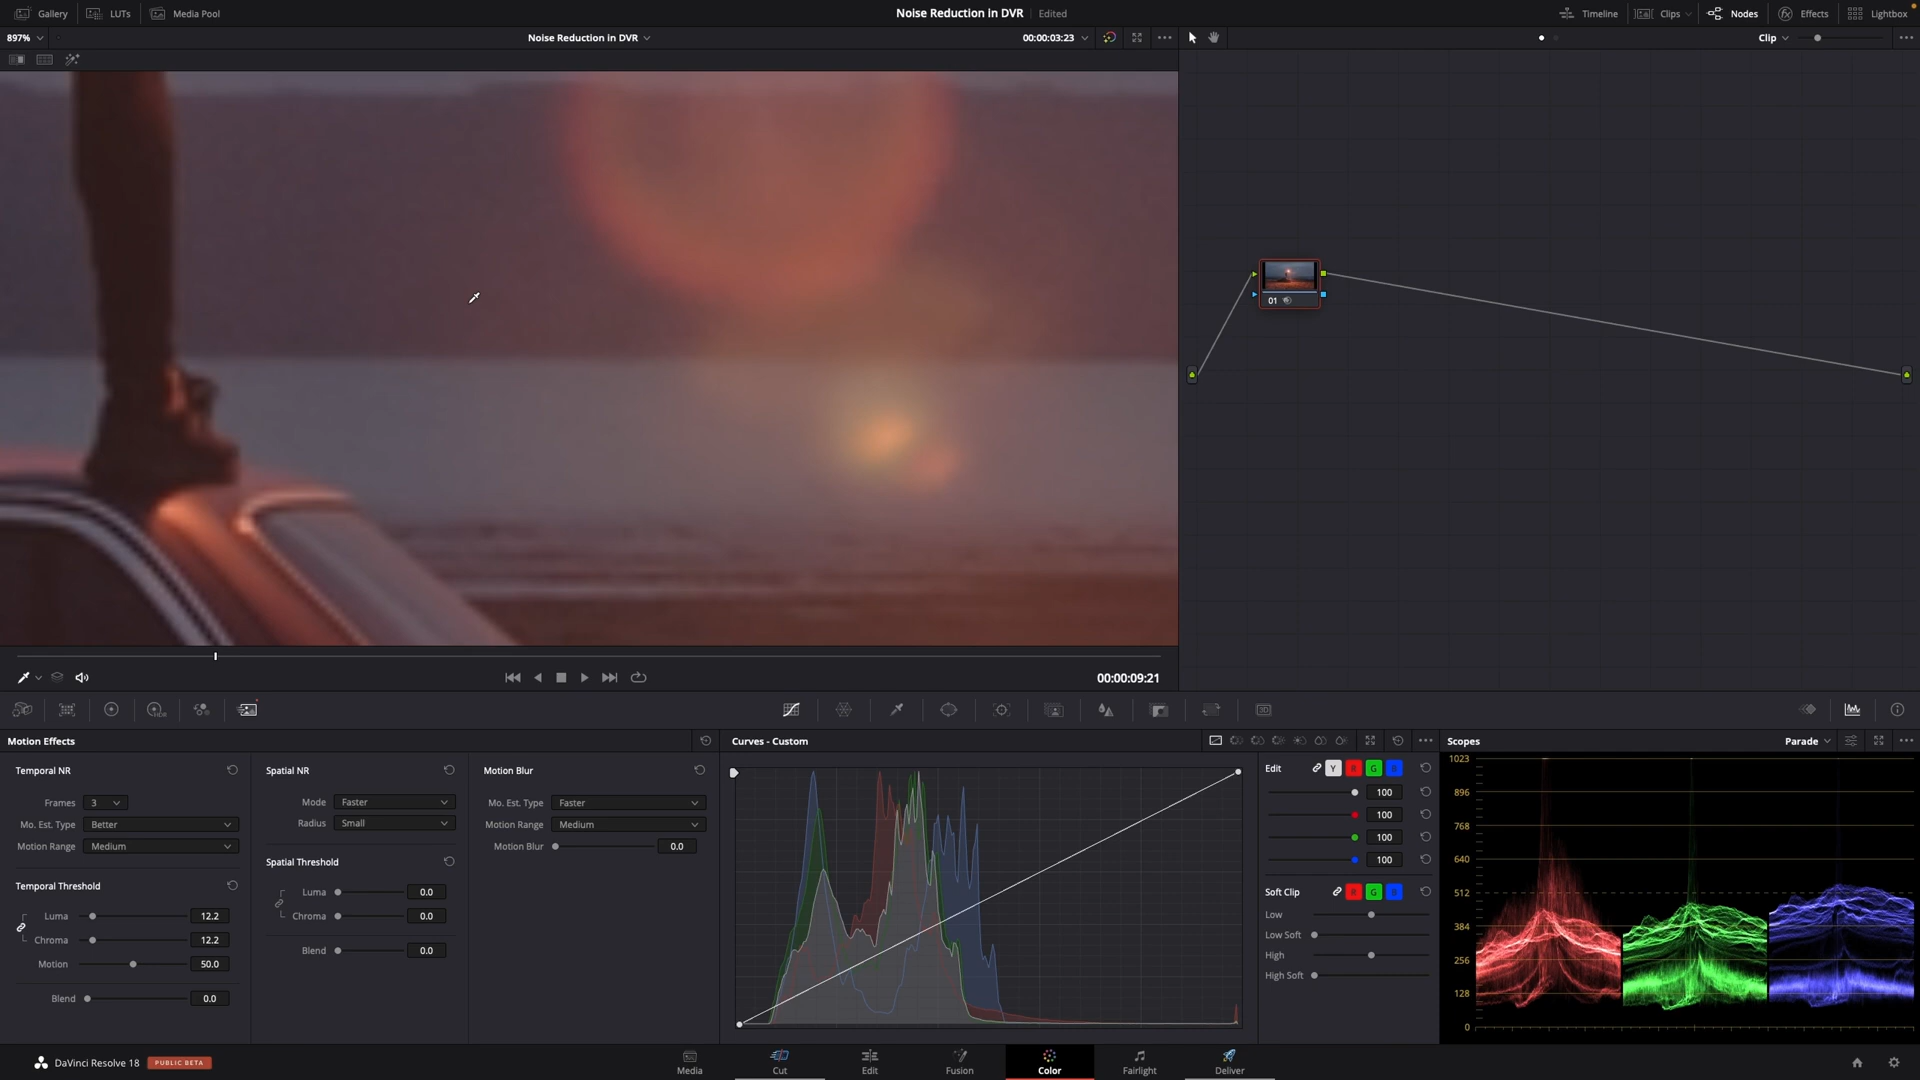 Gallery LUTs Media Pool Noise Reduction in DVR Edited Timeline Clips Nodes Effects Lightbox
897% Noise Reduction in DVR 00:00:03:23 Clip
01
00:00:09:21
Motion Effects
Temporal NR
Frames 3
Mo. Est. Type Better
Motion Range Medium
Temporal Threshold
Luma 12.2
Chroma 12.2
Motion 50.0
Blend 0.0
Spatial NR
Mode Faster
Radius Small
Spatial Threshold
Luma 0.0
Chroma 0.0
Blend 0.0
Motion Blur
Mo. Est. Type Faster
Motion Range Medium
Motion Blur 0.0
Curves - Custom
Edit Y R G B
100
100
100
100
Soft Clip R G B
Low
Low Soft
High
High Soft
Scopes Parade
1023
896
768
640
512
384
256
128
0
DaVinci Resolve 18 PUBLIC BETA
Media Cut Edit Fusion Color Fairlight Deliver